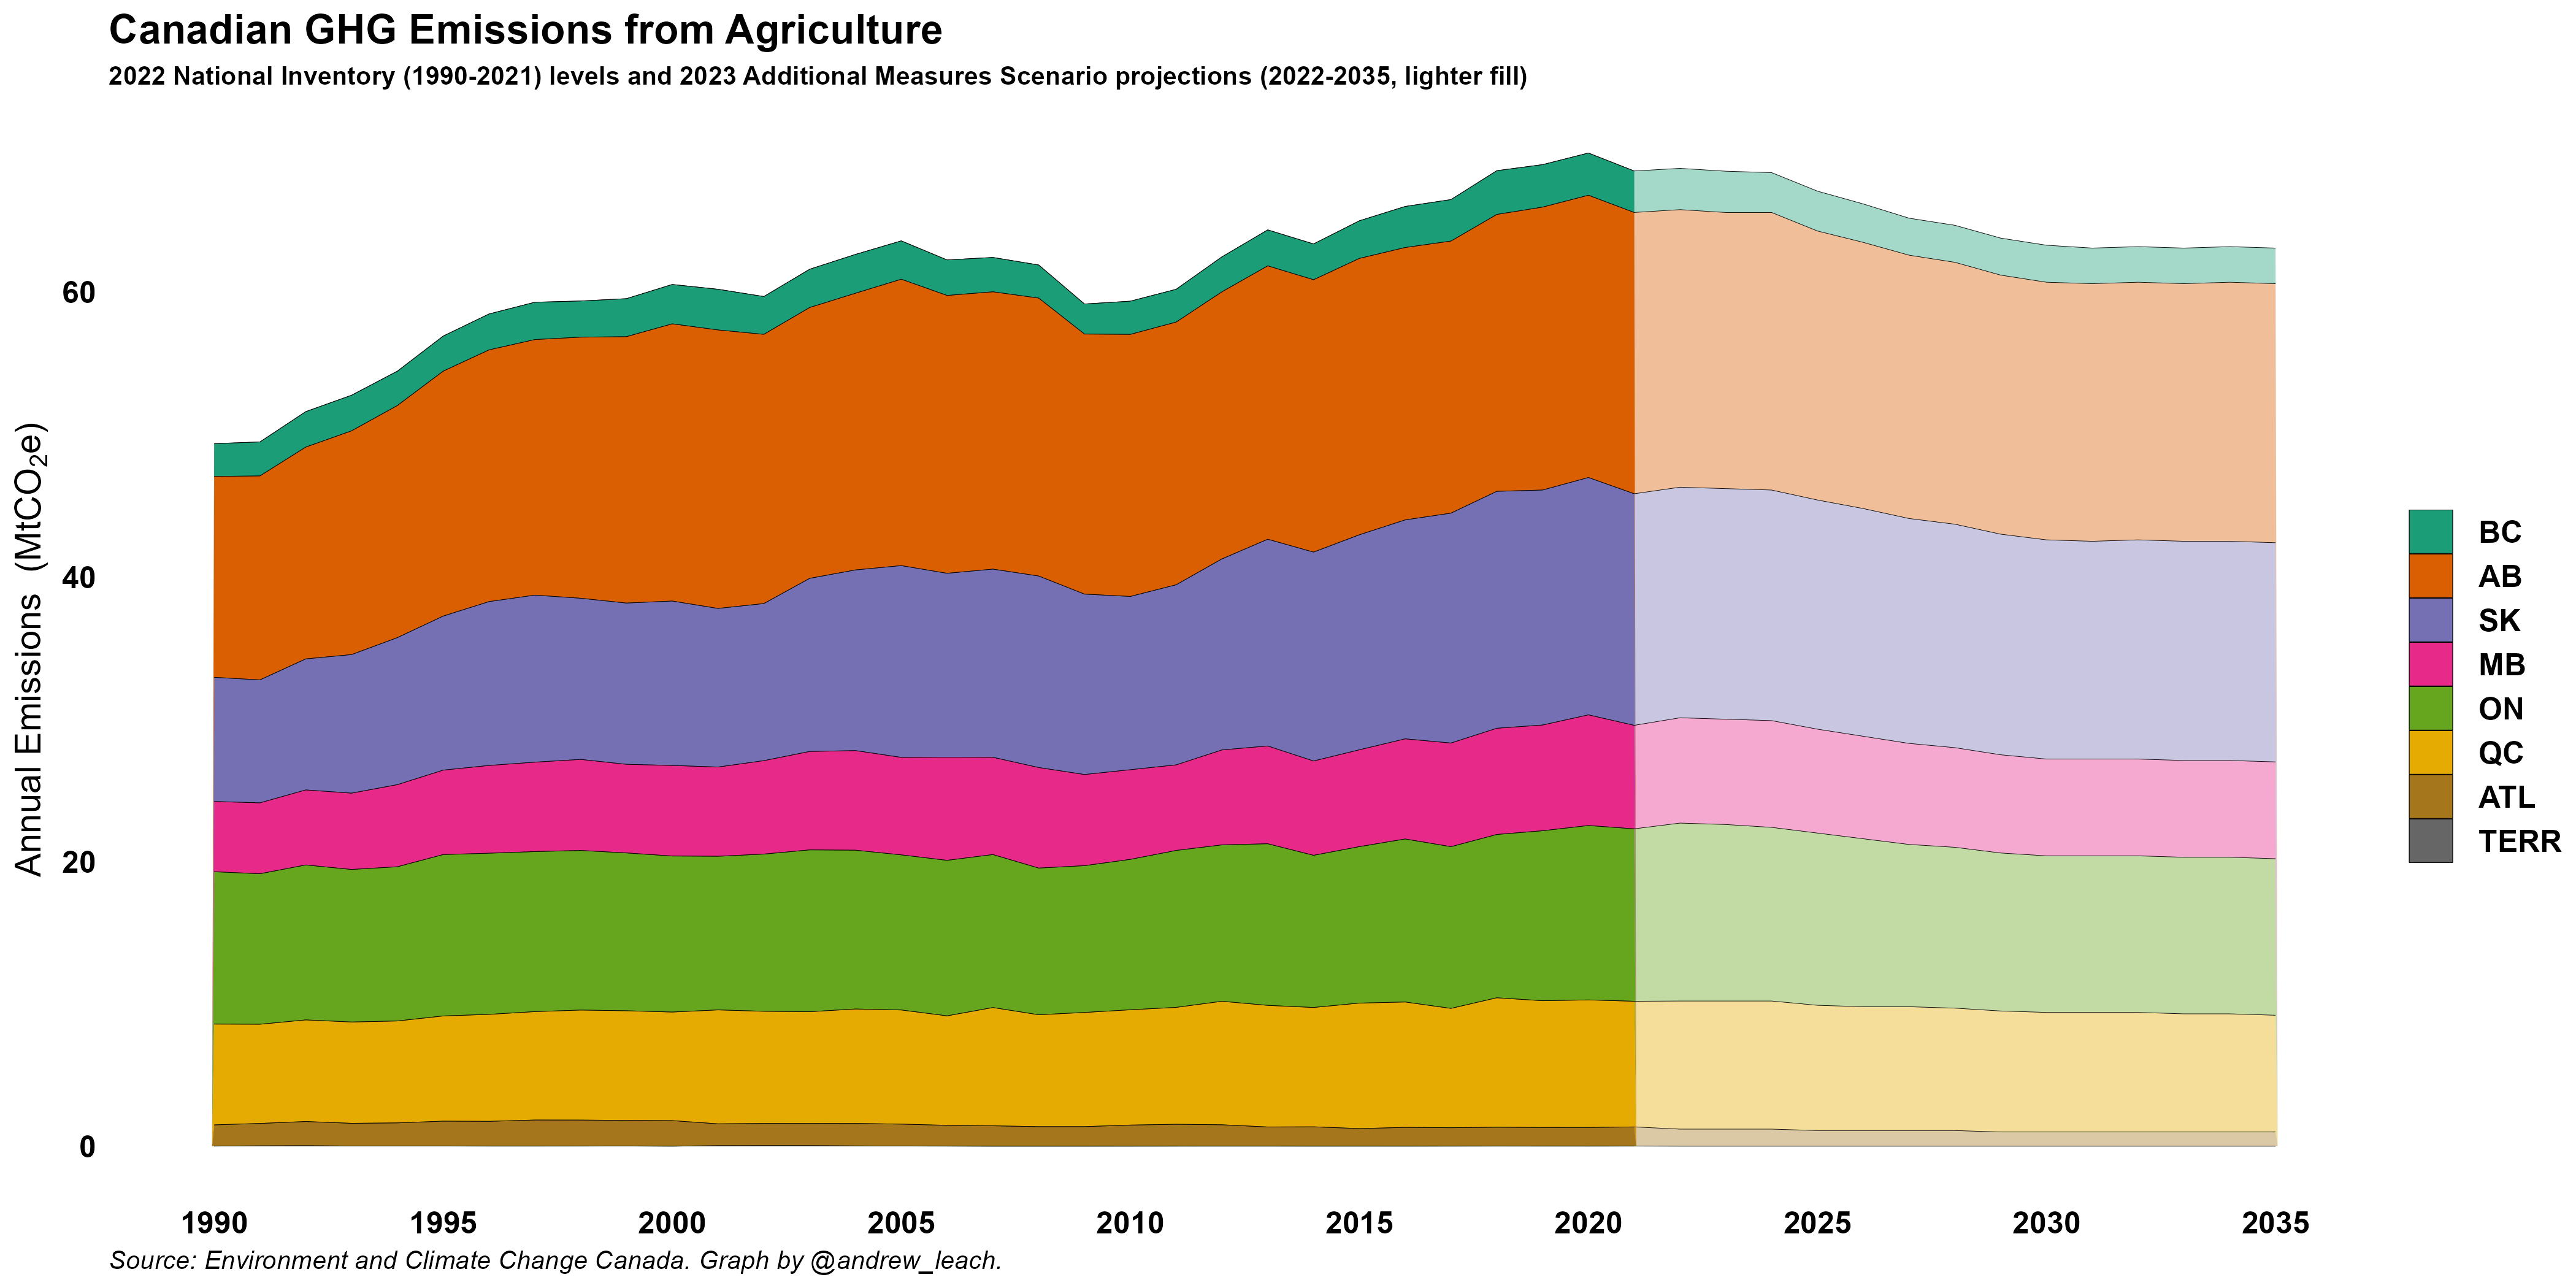 Canadian GHG Emissions from Agriculture
2022 National Inventory (1990-2021) levels and 2023 Additional Measures Scenario projections (2022-2035, lighter fill)
Annual Emissions (MtCO₂e)
60
40
20
0
1990 1995 2000 2005 2010 2015 2020 2025 2030 2035
BC
AB
SK
MB
ON
QC
ATL
TERR
Source: Environment and Climate Change Canada. Graph by @andrew_leach.